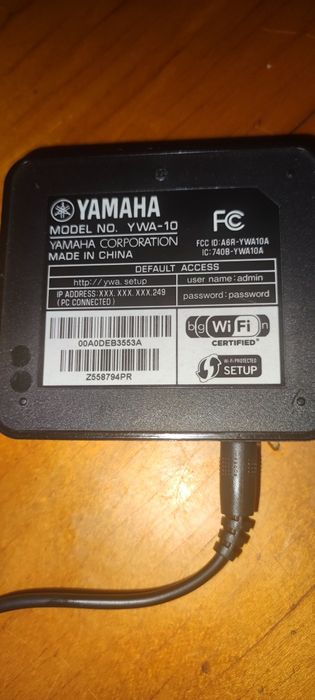 YAMAHA
MODEL NO. YWA-10
YAMAHA CORPORATION
MADE IN CHINA
FC
FCC ID:A6R-YWA10A
IC:740B-YWA10A
DEFAULT ACCESS
http://ywa.setup
user name:admin
IP ADDRESS:XXX.XXX.XXX.249
(PC CONNECTED)
password:password
00A0DEB3553A
Z558794PR
b g WiFi n
CERTIFIED
Wi-Fi PROTECTED
SETUP